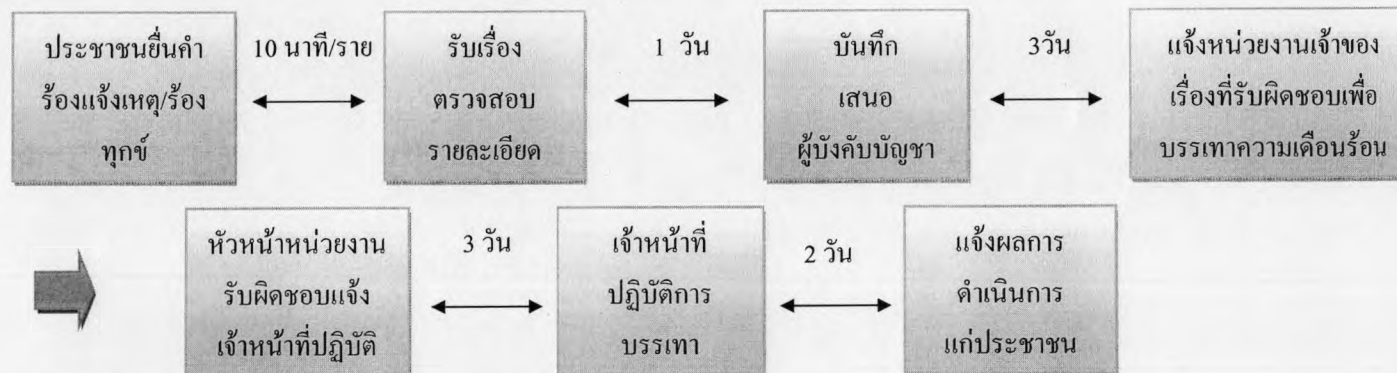 ประชาชนยื่นคำ
ร้องแจ้งเหตุ/ร้อง
ทุกข์
10 นาที/ราย
รับเรื่อง
ตรวจสอบ
รายละเอียด
1 วัน
บันทึก
เสนอ
ผู้บังคับบัญชา
3วัน
แจ้งหน่วยงานเจ้าของ
เรื่องที่รับผิดชอบเพื่อ
บรรเทาความเดือนร้อน
หัวหน้าหน่วยงาน
รับผิดชอบแจ้ง
เจ้าหน้าที่ปฏิบัติ
3 วัน
เจ้าหน้าที่
ปฏิบัติการ
บรรเทา
2 วัน
แจ้งผลการ
ดำเนินการ
แก่ประชาชน